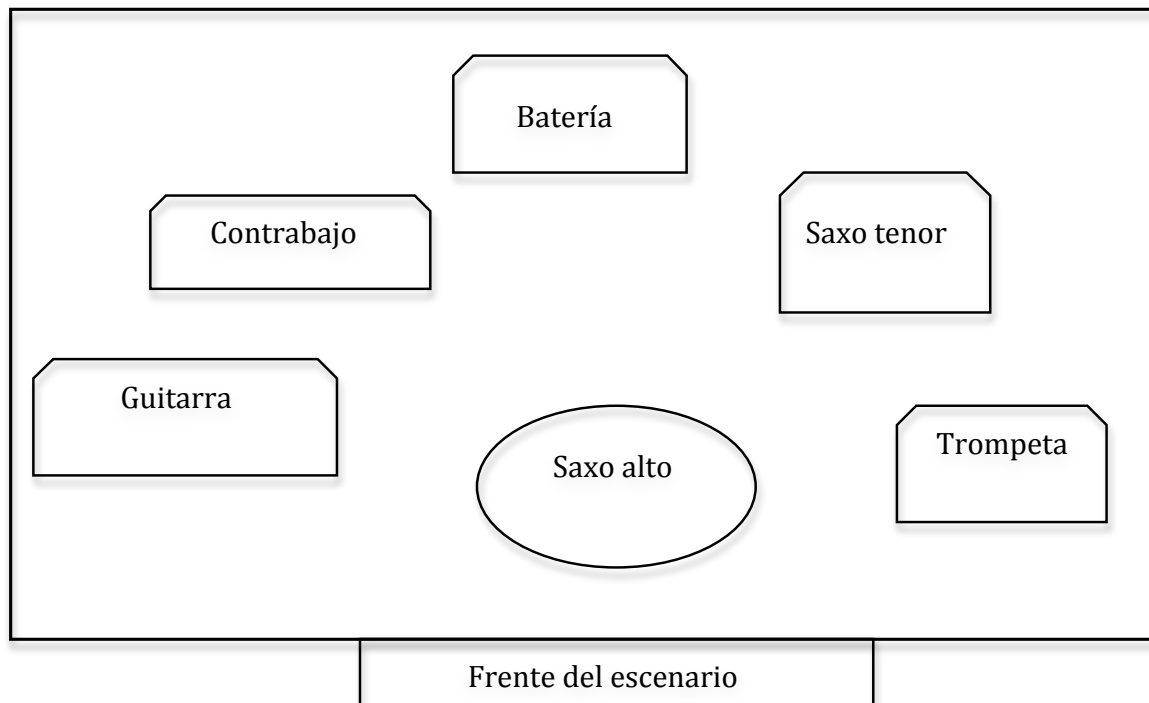 Batería
Contrabajo
Saxo tenor
Guitarra
Saxo alto
Trompeta
Frente del escenario